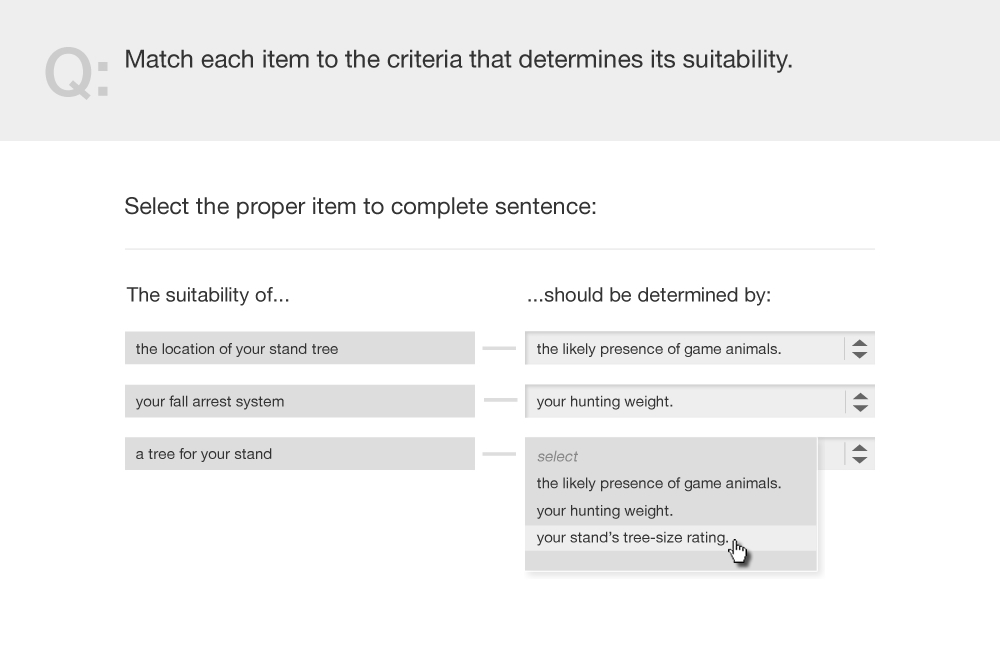 Q: Match each item to the criteria that determines its suitability.
Select the proper item to complete sentence:
The suitability of... ...should be determined by:
the location of your stand tree the likely presence of game animals.
your fall arrest system your hunting weight.
a tree for your stand select
the likely presence of game animals.
your hunting weight.
your stand’s tree-size rating.